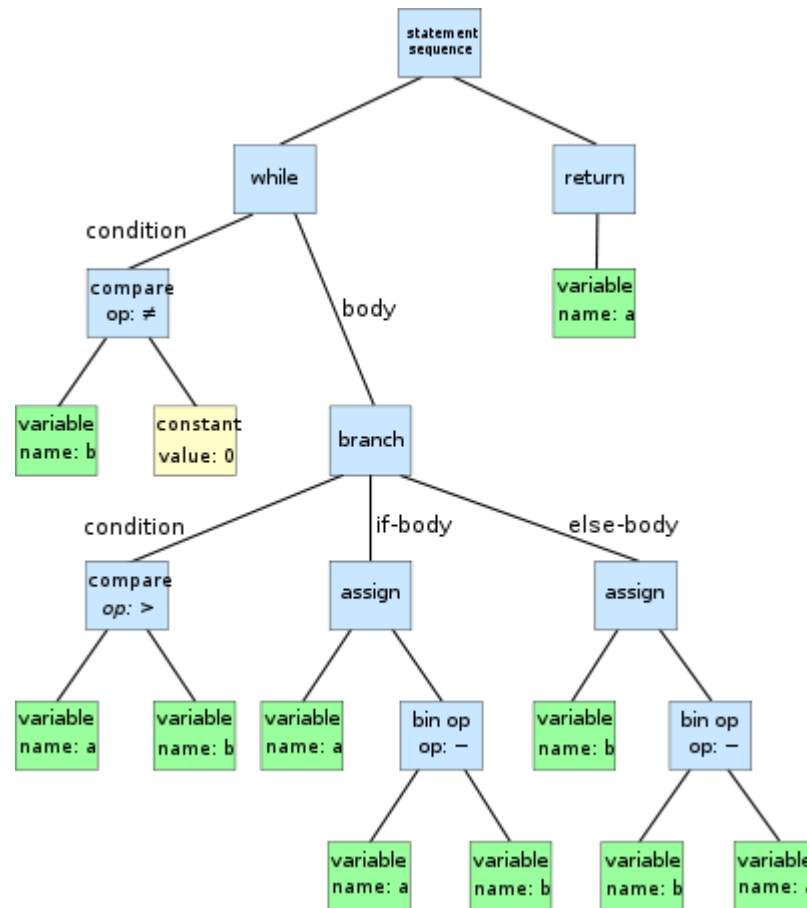 statement
sequence
while
return
condition
body
compare
op: ≠
variable
name: a
variable
name: b
constant
value: 0
branch
condition
if-body
else-body
compare
op: >
assign
assign
variable
name: a
variable
name: b
variable
name: a
bin op
op: −
variable
name: b
bin op
op: −
variable
name: a
variable
name: b
variable
name: b
variable
name: